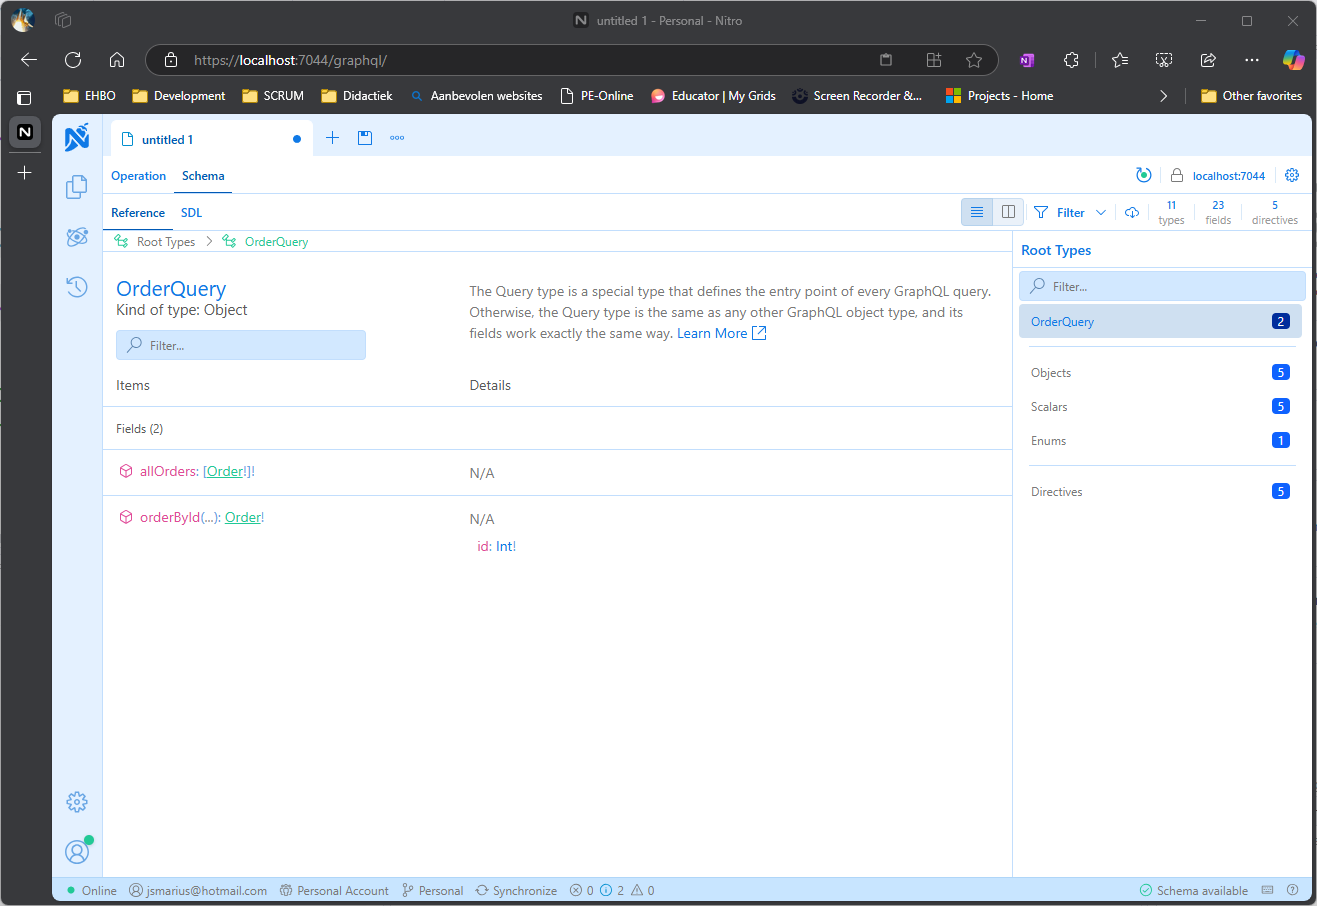 untitled 1 - Personal - Nitro
https://localhost:7044/graphql/
EHBO Development SCRUM Didactiek Aanbevolen websites PE-Online Educator | My Grids Screen Recorder &... Projects - Home Other favorites
untitled 1
Operation Schema localhost:7044
Reference SDL Filter 11 types 23 fields 5 directives
Root Types OrderQuery
Root Types
OrderQuery
Kind of type: Object
The Query type is a special type that defines the entry point of every GraphQL query.
Otherwise, the Query type is the same as any other GraphQL object type, and its
fields work exactly the same way. Learn More
Filter...
Items Details
Fields (2)
allOrders: [Order!]! N/A
orderById(...): Order! N/A
id: Int!
Filter...
OrderQuery 2
Objects 5
Scalars 5
Enums 1
Directives 5
Online jsmarius@hotmail.com Personal Account Personal Synchronize 0 2 0 Schema available